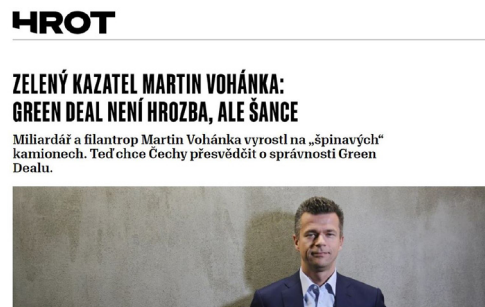 HROT
ZELENÝ KAZATEL MARTIN VOHÁNKA:
GREEN DEAL NENÍ HROZBA, ALE ŠANCE
Miliardář a filantrop Martin Vohánka vyrostl na „špinavých“
kamionech. Teď chce Čechy přesvědčit o správnosti Green
Dealu.